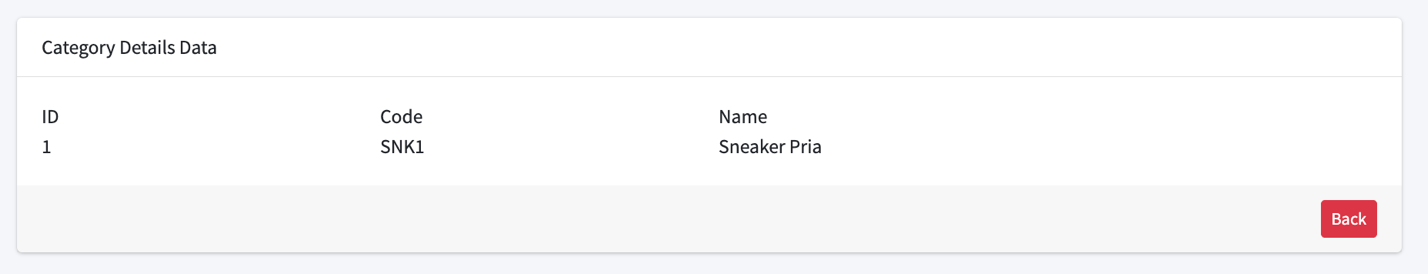 Category Details Data
ID Code Name
1 SNK1 Sneaker Pria
Back